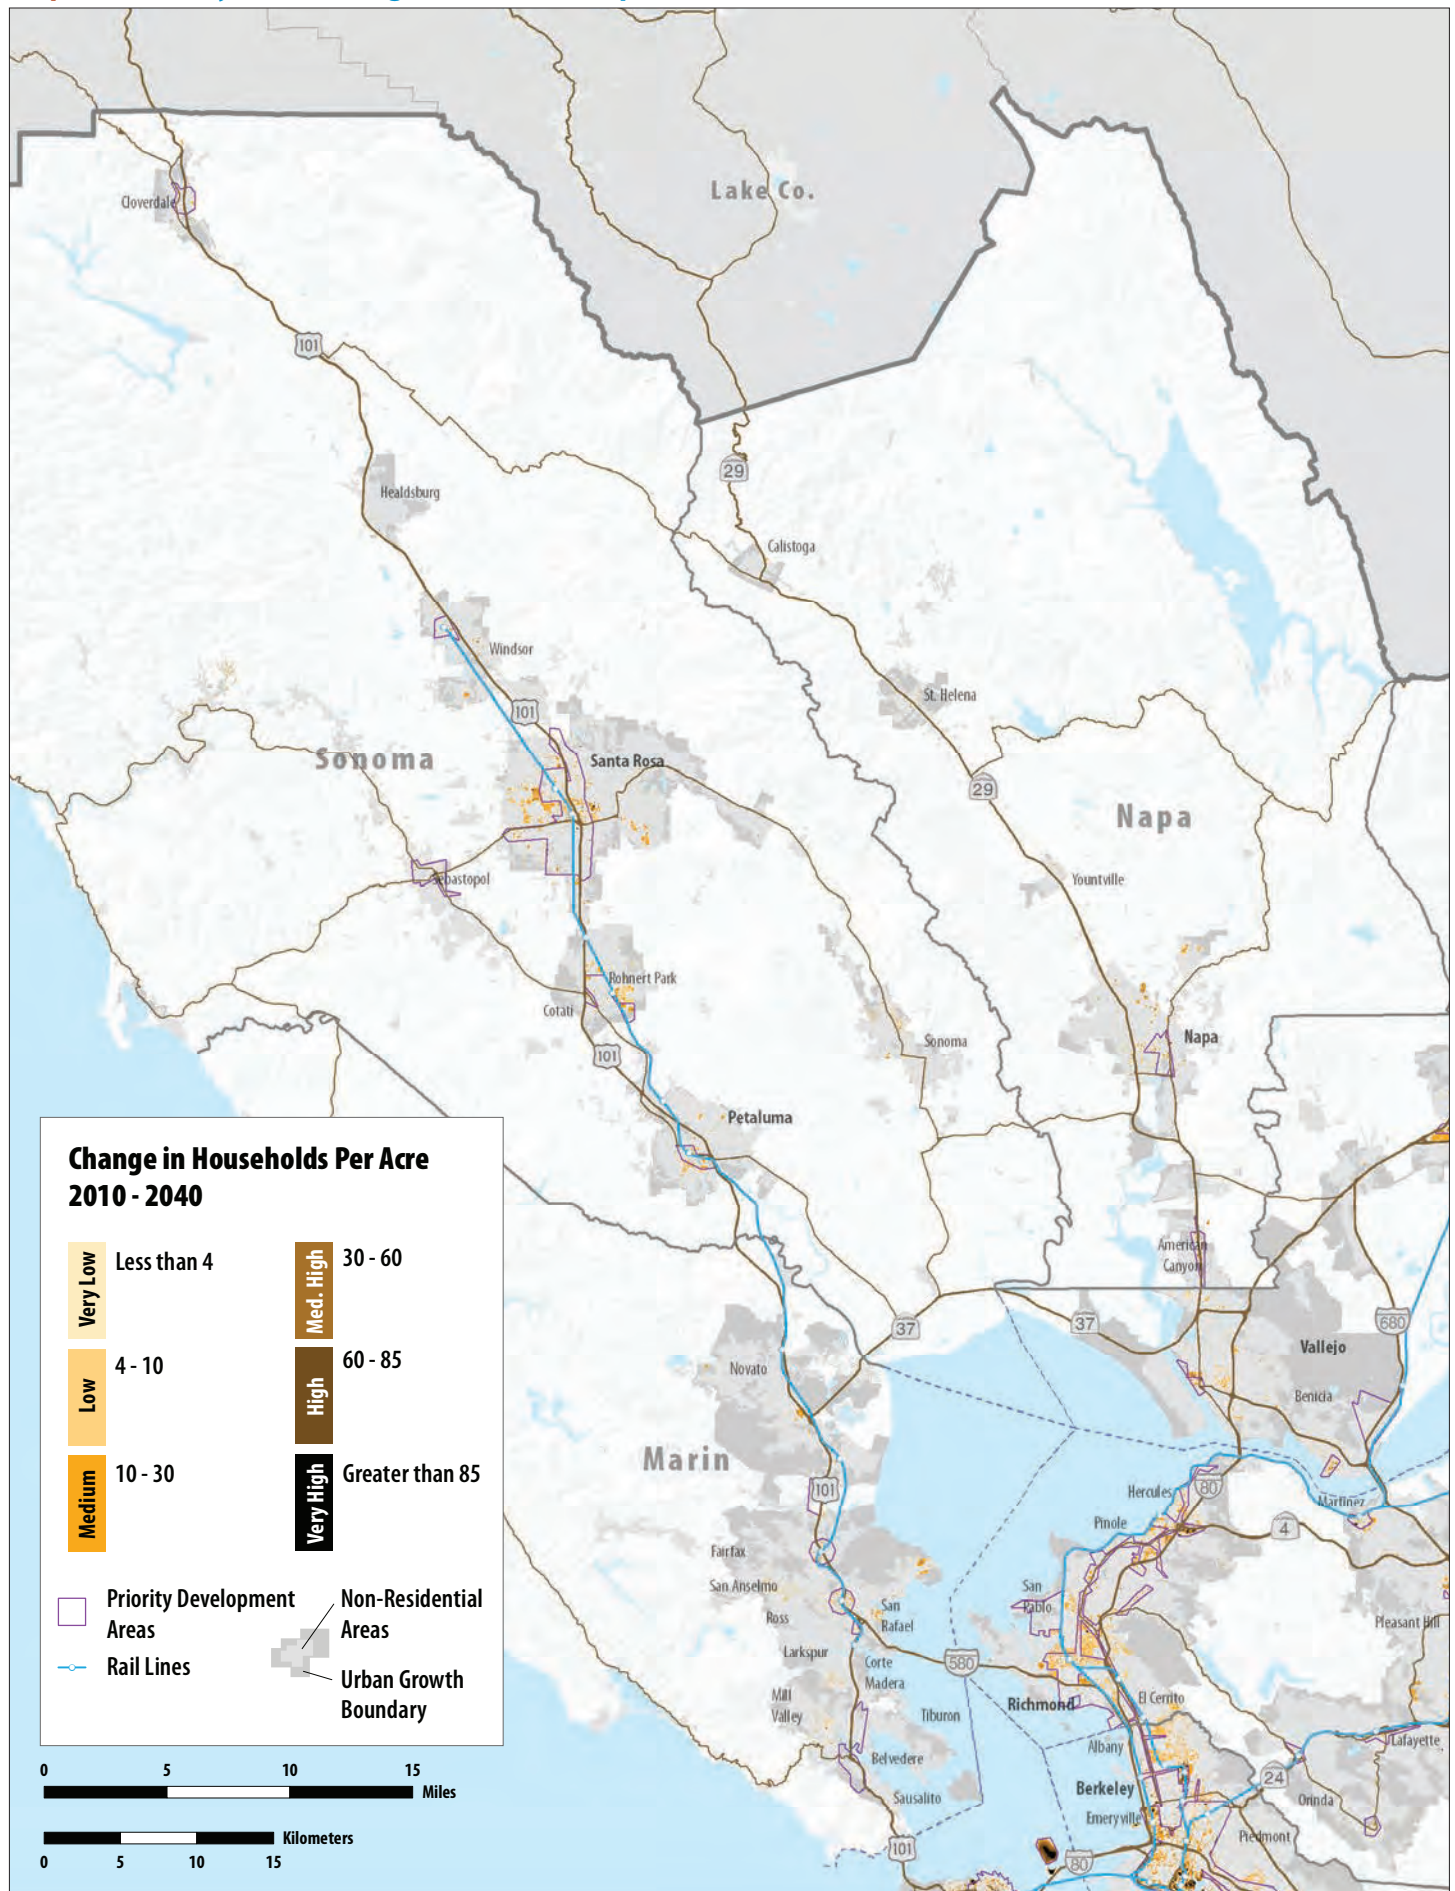 Lake Co.
Cloverdale
101
29
Healdsburg
Calistoga
Windsor
St. Helena
101
Sonoma
Santa Rosa
29
Napa
Sebastopol
Yountville
Rohnert Park
Cotati
Sonoma
Napa
101
Petaluma
American
Canyon
37
37
680
Vallejo
Novato
Benicia
Marin
101
Hercules
80
Martinez
Pinole
4
Fairfax
San Anselmo
San
Pablo
Ross
San
Rafael
Pleasant Hill
Larkspur
Corte
Madera
580
Mill
Valley
Tiburon
Richmond
El Cerrito
Albany
Lafayette
Belvedere
Berkeley
24
Sausalito
Orinda
Emeryville
Piedmont
101
80
Change in Households Per Acre
2010 - 2040
Very Low
Less than 4
Med. High
30 - 60
Low
4 - 10
High
60 - 85
Medium
10 - 30
Very High
Greater than 85
Priority Development
Areas
Non-Residential
Areas
Rail Lines
Urban Growth
Boundary
0 5 10 15
Miles
Kilometers
0 5 10 15